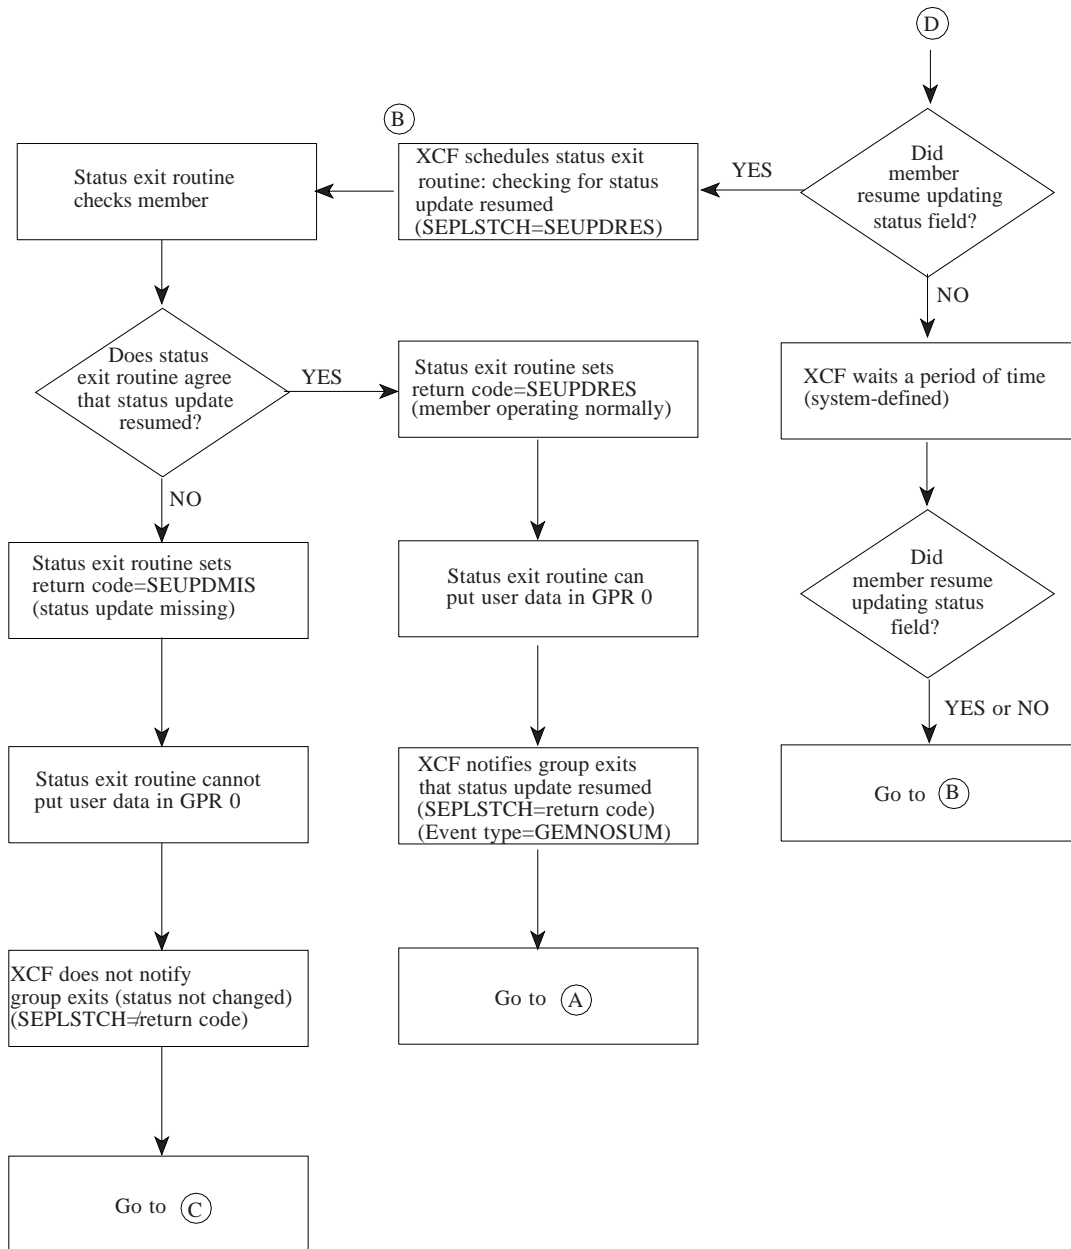 D
B
XCF schedules status exit
routine: checking for status
update resumed
(SEPLSTCH=SEUPDRES)
YES
Did
member
resume updating
status field?
Status exit routine
checks member
NO
Does status
exit routine agree
that status update
resumed?
YES
Status exit routine sets
return code=SEUPDRES
(member operating normally)
XCF waits a period of time
(system-defined)
NO
Status exit routine sets
return code=SEUPDMIS
(status update missing)
Status exit routine can
put user data in GPR 0
Did
member resume
updating status
field?
YES or NO
Status exit routine cannot
put user data in GPR 0
XCF notifies group exits
that status update resumed
(SEPLSTCH=return code)
(Event type=GEMNOSUM)
Go to B
XCF does not notify
group exits (status not changed)
(SEPLSTCH≠return code)
Go to A
Go to C